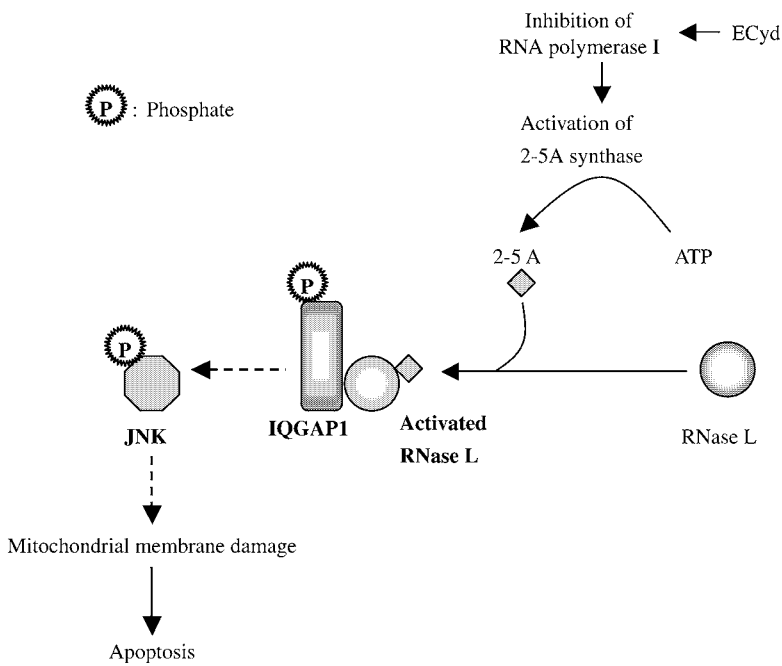 Inhibition of
RNA polymerase I
ECyd
P : Phosphate
Activation of
2-5A synthase
2-5 A
ATP
P
P
JNK
IQGAP1
Activated
RNase L
RNase L
Mitochondrial membrane damage
Apoptosis